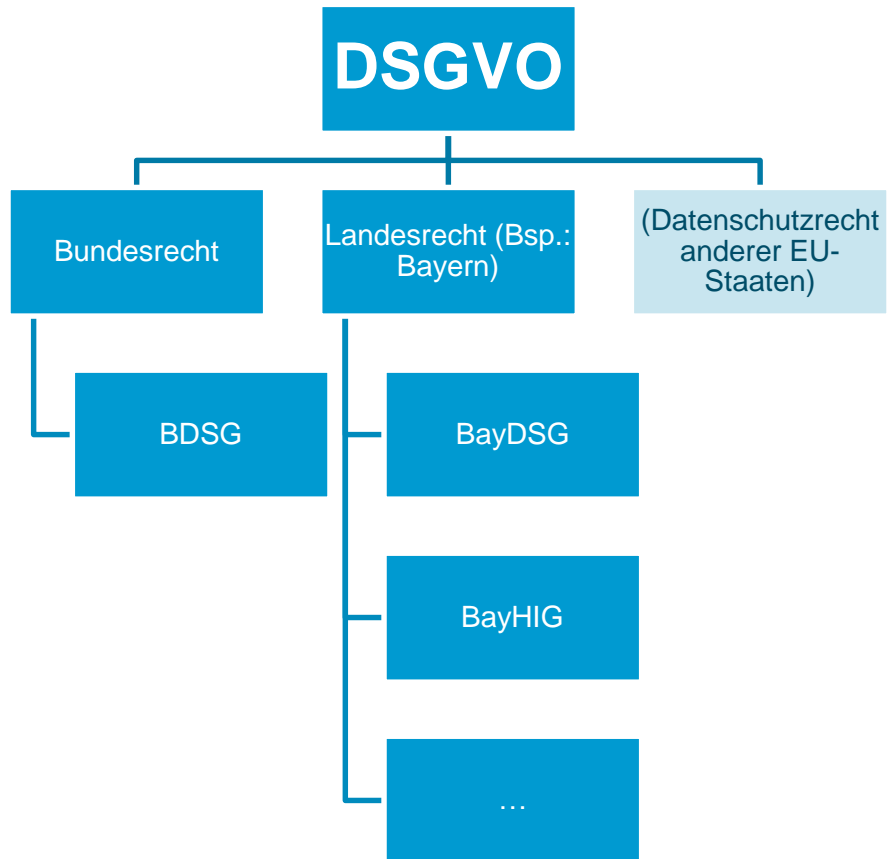 DSGVO
Bundesrecht
Landesrecht (Bsp.:
Bayern)
(Datenschutzrecht
anderer EU-
Staaten)
BDSG
BayDSG
BayHIG
…